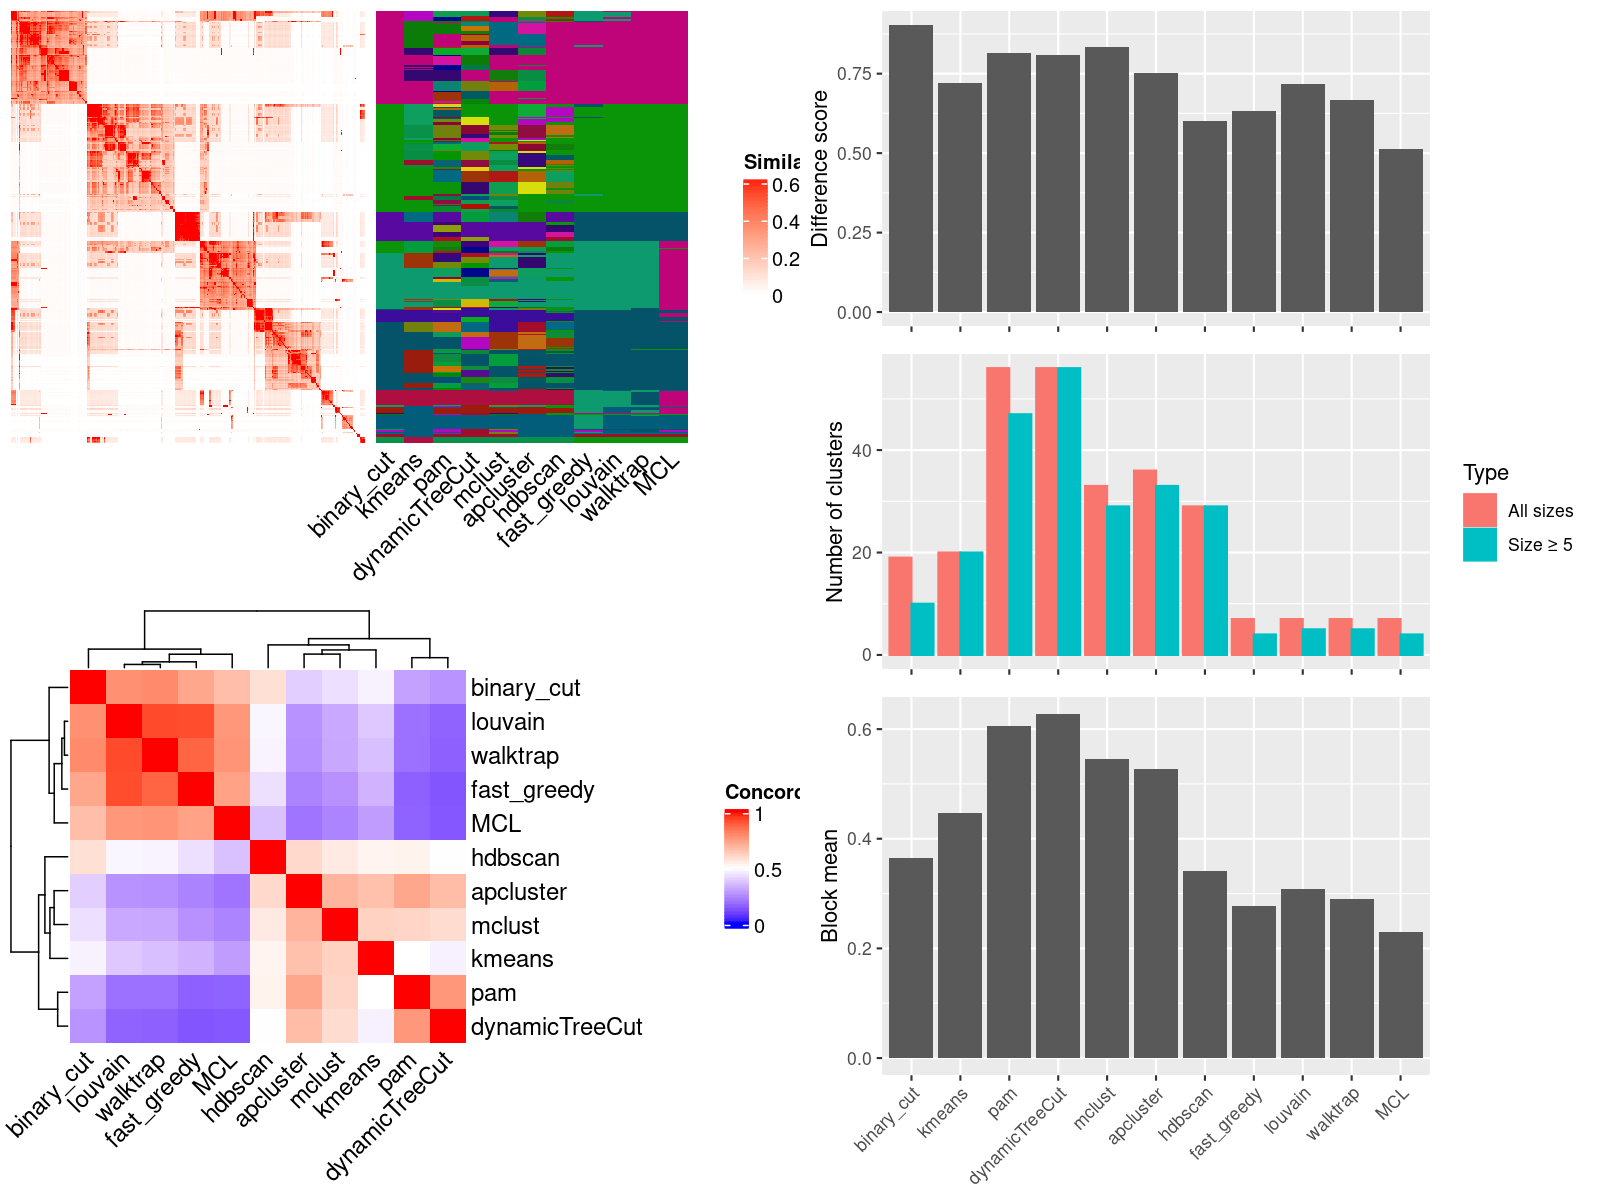 Simila
0.6
0.4
0.2
0
binary_cut
kmeans
pam
dynamicTreeCut
mclust
apcluster
hdbscan
fast_greedy
louvain
walktrap
MCL
Difference score
0.75
0.50
0.25
0.00
Number of clusters
40
20
0
Type
All sizes
Size ≥ 5
binary_cut
louvain
walktrap
fast_greedy
MCL
hdbscan
apcluster
mclust
kmeans
pam
dynamicTreeCut
binary_cut
louvain
walktrap
fast_greedy
MCL
hdbscan
apcluster
mclust
kmeans
pam
dynamicTreeCut
Concord
1
0.5
0
Block mean
0.6
0.4
0.2
0.0
binary_cut
kmeans
pam
dynamicTreeCut
mclust
apcluster
hdbscan
fast_greedy
louvain
walktrap
MCL